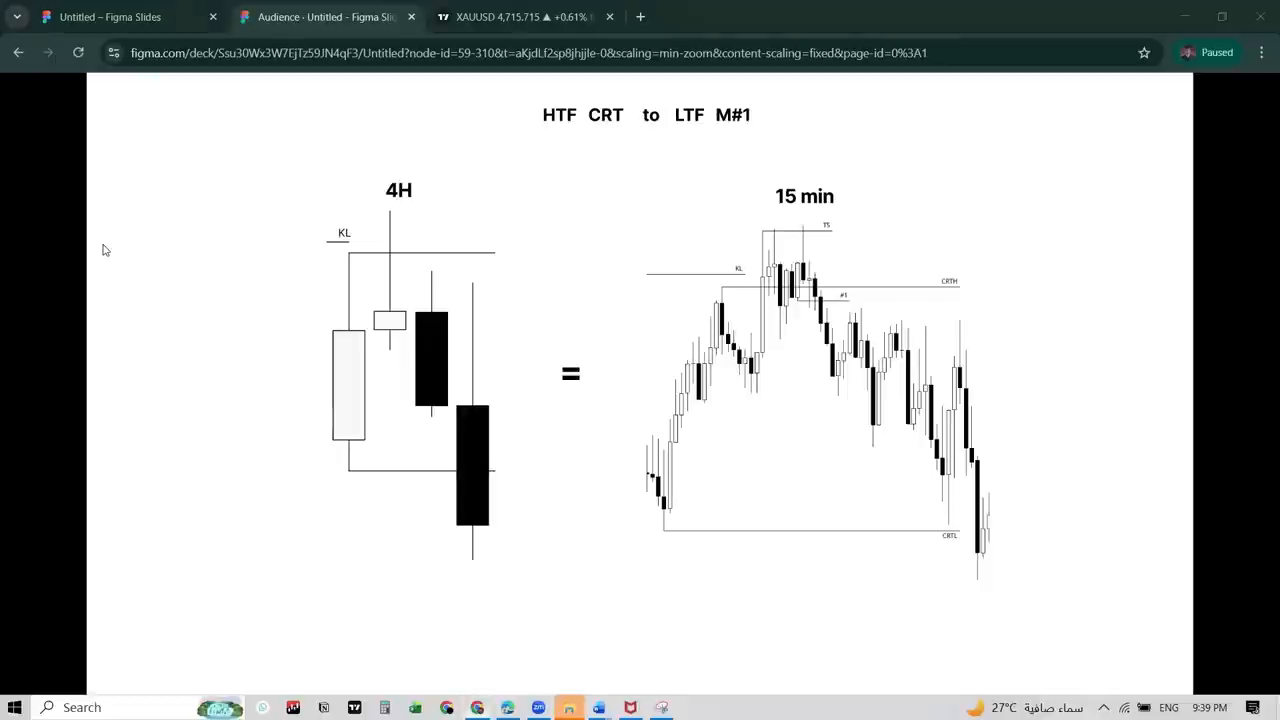 Untitled – Figma Slides
Audience · Untitled – Figma Sli
XAUUSD 4,715.715 ▲ +0.61%
figma.com/deck/Ssu30Wx3W7EjTz59JN4qF3/Untitled?node-id=59-310&t=aKjdLf2sp8jhjjle-0&scaling=min-zoom&content-scaling=fixed&page-id=0%3A1
Paused
HTF CRT to LTF M#1
4H
15 min
KL
TS
KL
CRTH
#1
=
CRTL
Search
27°C سماء صافية
ENG
9:39 PM